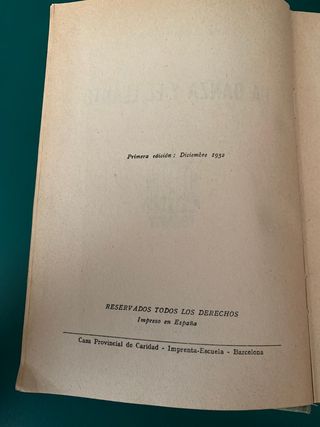 Primera edición: Diciembre 1952
RESERVADOS TODOS LOS DERECHOS
Impreso en España
Casa Provincial de Caridad - Imprenta-Escuela - Barcelona